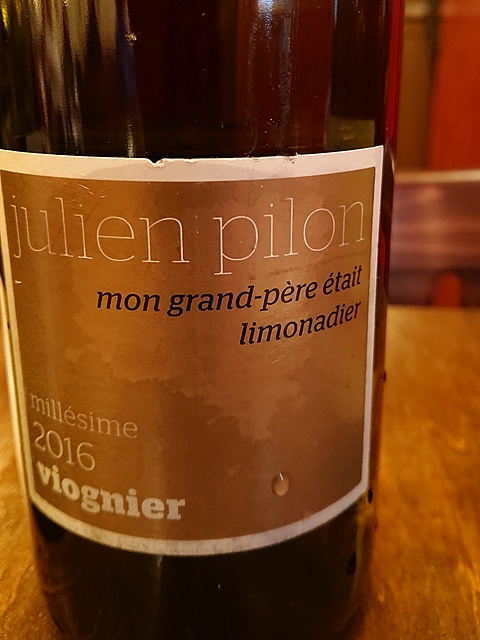 julien pilon
mon grand-père était
limonadier
millésime
2016
viognier